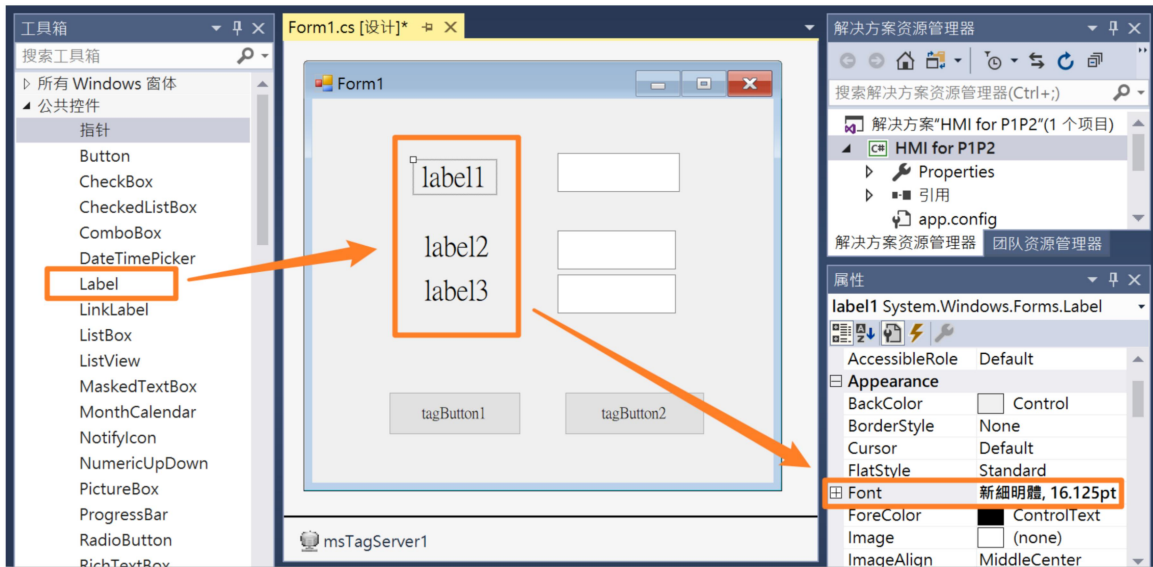 工具箱
搜索工具箱
所有 Windows 窗体
公共控件
指针
Button
CheckBox
CheckedListBox
ComboBox
DateTimePicker
Label
LinkLabel
ListBox
ListView
MaskedTextBox
MonthCalendar
NotifyIcon
NumericUpDown
PictureBox
ProgressBar
RadioButton
RichTextBox
Form1.cs [设计]*
Form1
label1
label2
label3
tagButton1 tagButton2
msTagServer1
解决方案资源管理器
搜索解决方案资源管理器(Ctrl+;)
解决方案"HMI for P1P2"(1 个项目)
C# HMI for P1P2
Properties
引用
app.config
解决方案资源管理器 团队资源管理器
属性
label1 System.Windows.Forms.Label
AccessibleRole Default
Appearance
BackColor Control
BorderStyle None
Cursor Default
FlatStyle Standard
Font 新細明體, 16.125pt
ForeColor ControlText
Image (none)
ImageAlign MiddleCenter